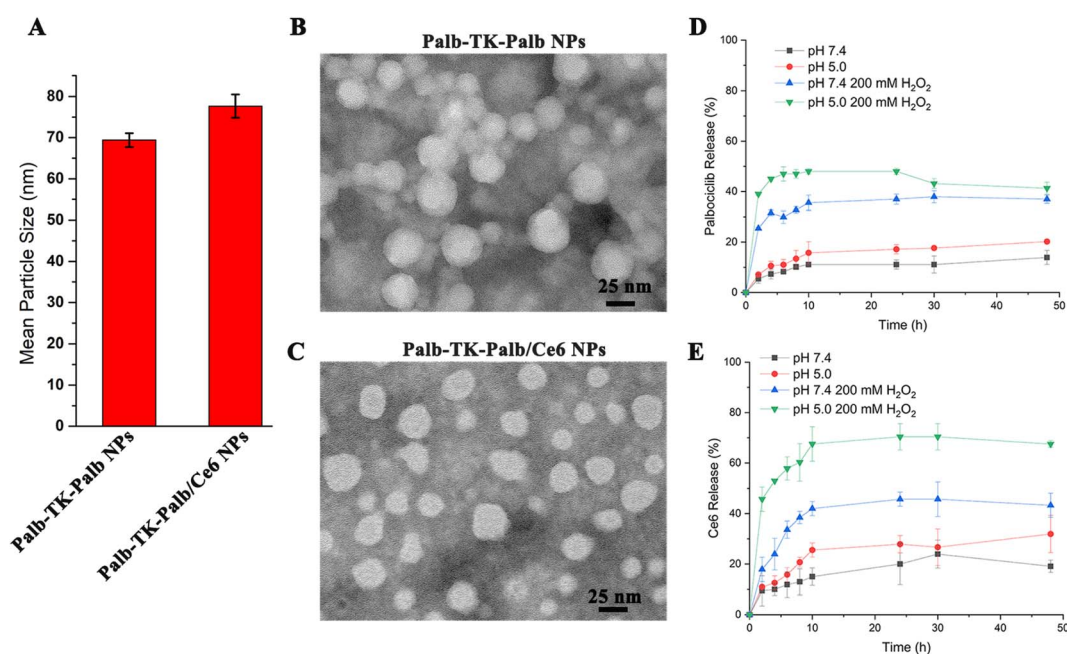 A
Mean Particle Size (nm)
80
70
60
50
40
30
20
10
0
Palb-TK-Palb NPs
Palb-TK-Palb/Ce6 NPs
B
Palb-TK-Palb NPs
25 nm
C
Palb-TK-Palb/Ce6 NPs
25 nm
D
pH 7.4
pH 5.0
pH 7.4 200 mM H₂O₂
pH 5.0 200 mM H₂O₂
Palbociclib Release (%)
100
80
60
40
20
0
0 10 20 30 40 50
Time (h)
E
pH 7.4
pH 5.0
pH 7.4 200 mM H₂O₂
pH 5.0 200 mM H₂O₂
Ce6 Release (%)
100
80
60
40
20
0
0 10 20 30 40 50
Time (h)